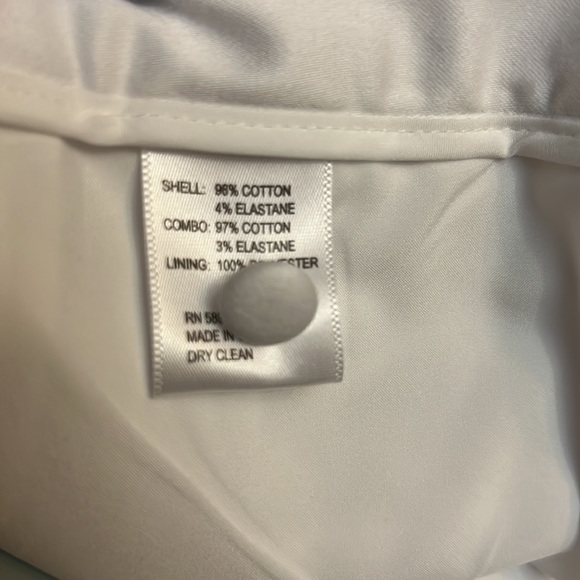 SHELL: 96% COTTON
4% ELASTANE
COMBO: 97% COTTON
3% ELASTANE
LINING: 100%
RN
MADE IN
DRY CLEAN